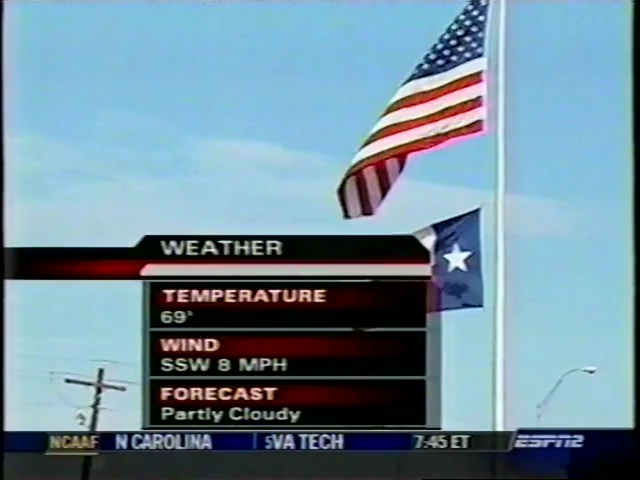 WEATHER
TEMPERATURE
69°
WIND
SSW 8 MPH
FORECAST
Partly Cloudy
NCAAF N CAROLINA 5VA TECH 7:45 ET ESPN2